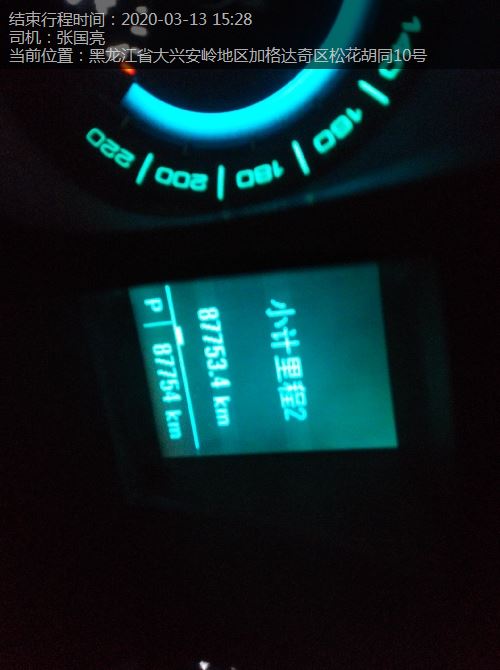 结束行程时间：2020-03-13 15:28
司机：张国亮
当前位置：黑龙江省大兴安岭地区加格达奇区松花胡同10号
220
200
180
160
140
小计里程2
87753.4 km
P 87754 km